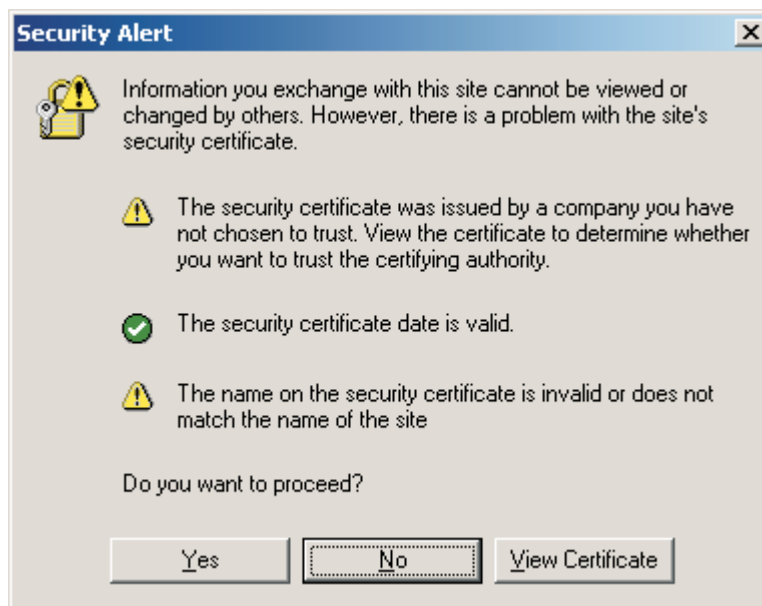 Security Alert
Information you exchange with this site cannot be viewed or
changed by others. However, there is a problem with the site's
security certificate.
The security certificate was issued by a company you have
not chosen to trust. View the certificate to determine whether
you want to trust the certifying authority.
The security certificate date is valid.
The name on the security certificate is invalid or does not
match the name of the site
Do you want to proceed?
Yes No View Certificate